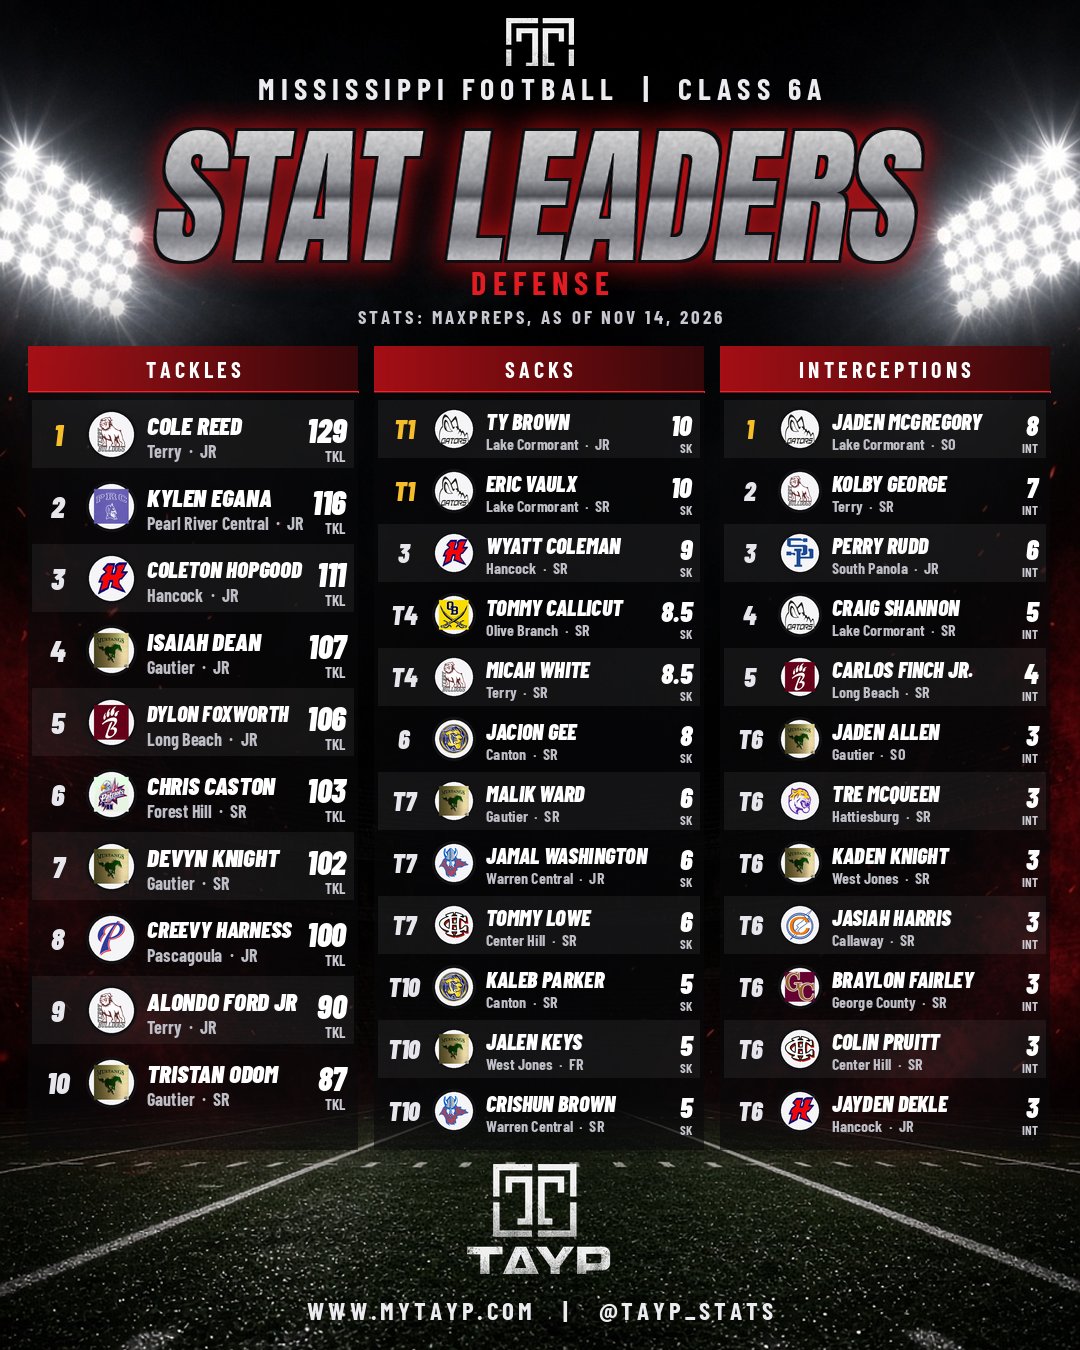 MISSISSIPPI FOOTBALL | CLASS 6A
STAT LEADERS
DEFENSE
STATS: MAXPREPS, AS OF NOV 14, 2026
TACKLES
1 COLE REED 129
Terry · JR TKL
2 KYLEN EGANA 116
Pearl River Central · JR TKL
3 COLETON HOPGOOD 111
Hancock · JR TKL
4 ISAIAH DEAN 107
Gautier · JR TKL
5 DYLON FOXWORTH 106
Long Beach · JR TKL
6 CHRIS CASTON 103
Forest Hill · SR TKL
7 DEVYN KNIGHT 102
Gautier · SR TKL
8 CREEVY HARNESS 100
Pascagoula · JR TKL
9 ALONDO FORD JR 90
Terry · JR TKL
10 TRISTAN ODOM 87
Gautier · SR TKL
SACKS
T1 TY BROWN 10
Lake Cormorant · JR SK
T1 ERIC VAULX 10
Lake Cormorant · SR SK
3 WYATT COLEMAN 9
Hancock · SR SK
T4 TOMMY CALLICUT 8.5
Olive Branch · SR SK
T4 MICAH WHITE 8.5
Terry · SR SK
6 JACION GEE 8
Canton · SR SK
T7 MALIK WARD 6
Gautier · SR SK
T7 JAMAL WASHINGTON 6
Warren Central · JR SK
T7 TOMMY LOWE 6
Center Hill · SR SK
T10 KALEB PARKER 5
Canton · SR SK
T10 JALEN KEYS 5
West Jones · FR SK
T10 CRISHUN BROWN 5
Warren Central · SR SK
INTERCEPTIONS
1 JADEN MCGREGORY 8
Lake Cormorant · SO INT
2 KOLBY GEORGE 7
Terry · SR INT
3 PERRY RUDD 6
South Panola · JR INT
4 CRAIG SHANNON 5
Lake Cormorant · SR INT
5 CARLOS FINCH JR. 4
Long Beach · SR INT
T6 JADEN ALLEN 3
Gautier · SO INT
T6 TRE MCQUEEN 3
Hattiesburg · SR INT
T6 KADEN KNIGHT 3
West Jones · SR INT
T6 JASIAH HARRIS 3
Callaway · SR INT
T6 BRAYLON FAIRLEY 3
George County · SR INT
T6 COLIN PRUITT 3
Center Hill · SR INT
T6 JAYDEN DEKLE 3
Hancock · JR INT
TAYP
WWW.MYTAYP.COM | @TAYP_STATS